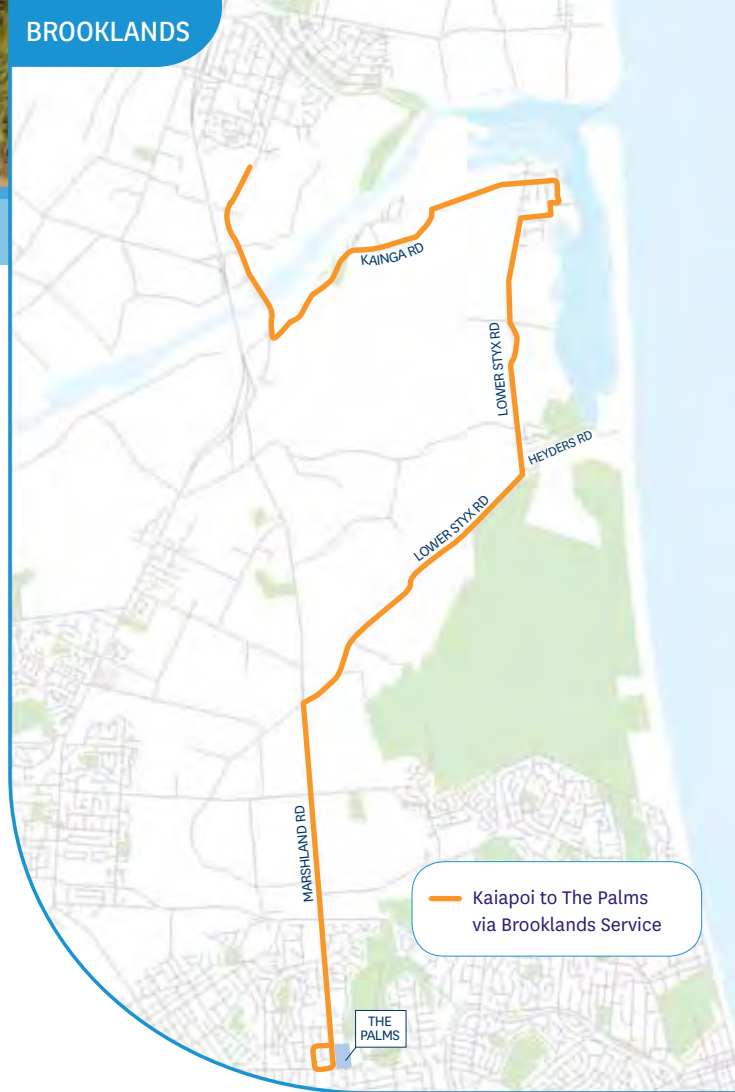 BROOKLANDS
KAINGA RD
LOWER STYX RD
HEYDERS RD
LOWER STYX RD
MARSHLAND RD
Kaiapoi to The Palms
via Brooklands Service
THE
PALMS